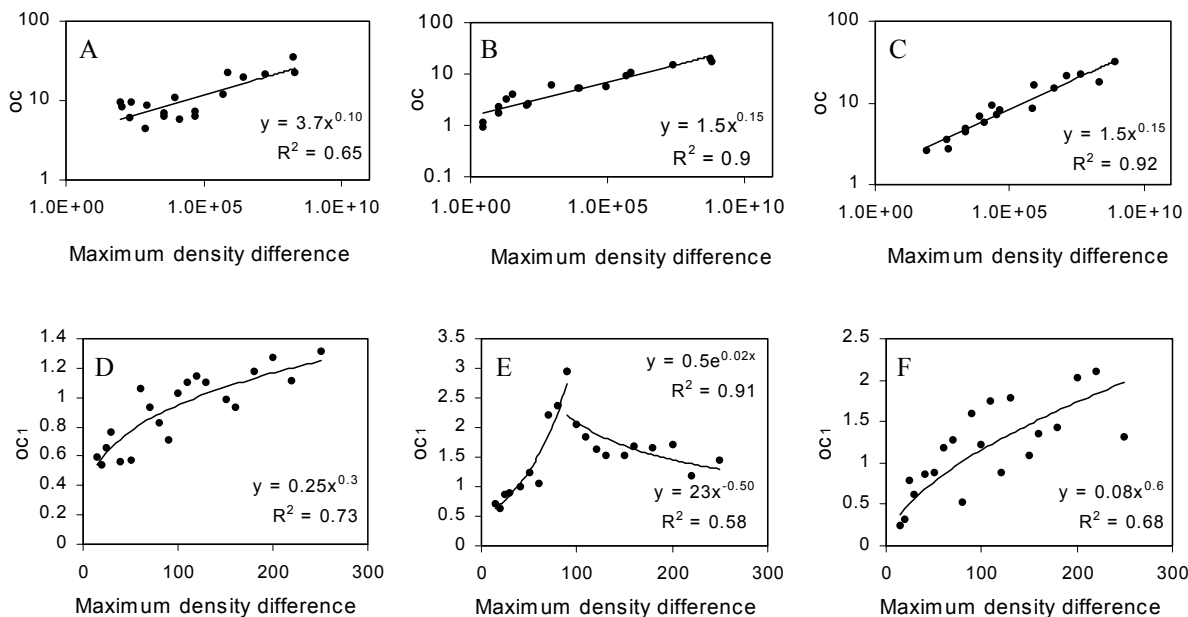 A
100
10
1
oc
y = 3.7x^0.10
R² = 0.65
1.0E+00 1.0E+05 1.0E+10
Maximum density difference
B
100
10
1
0.1
oc
y = 1.5x^0.15
R² = 0.9
1.0E+00 1.0E+05 1.0E+10
Maximum density difference
C
100
10
1
oc
y = 1.5x^0.15
R² = 0.92
1.0E+00 1.0E+05 1.0E+10
Maximum density difference
D
1.4
1.2
1
0.8
0.6
0.4
0.2
0
oc1
y = 0.25x^0.3
R² = 0.73
0 100 200 300
Maximum density difference
E
3.5
3
2.5
2
1.5
1
0.5
0
oc1
y = 0.5e^0.02x
R² = 0.91
y = 23x^-0.50
R² = 0.58
0 100 200 300
Maximum density difference
F
2.5
2
1.5
1
0.5
0
oc1
y = 0.08x^0.6
R² = 0.68
0 100 200 300
Maximum density difference